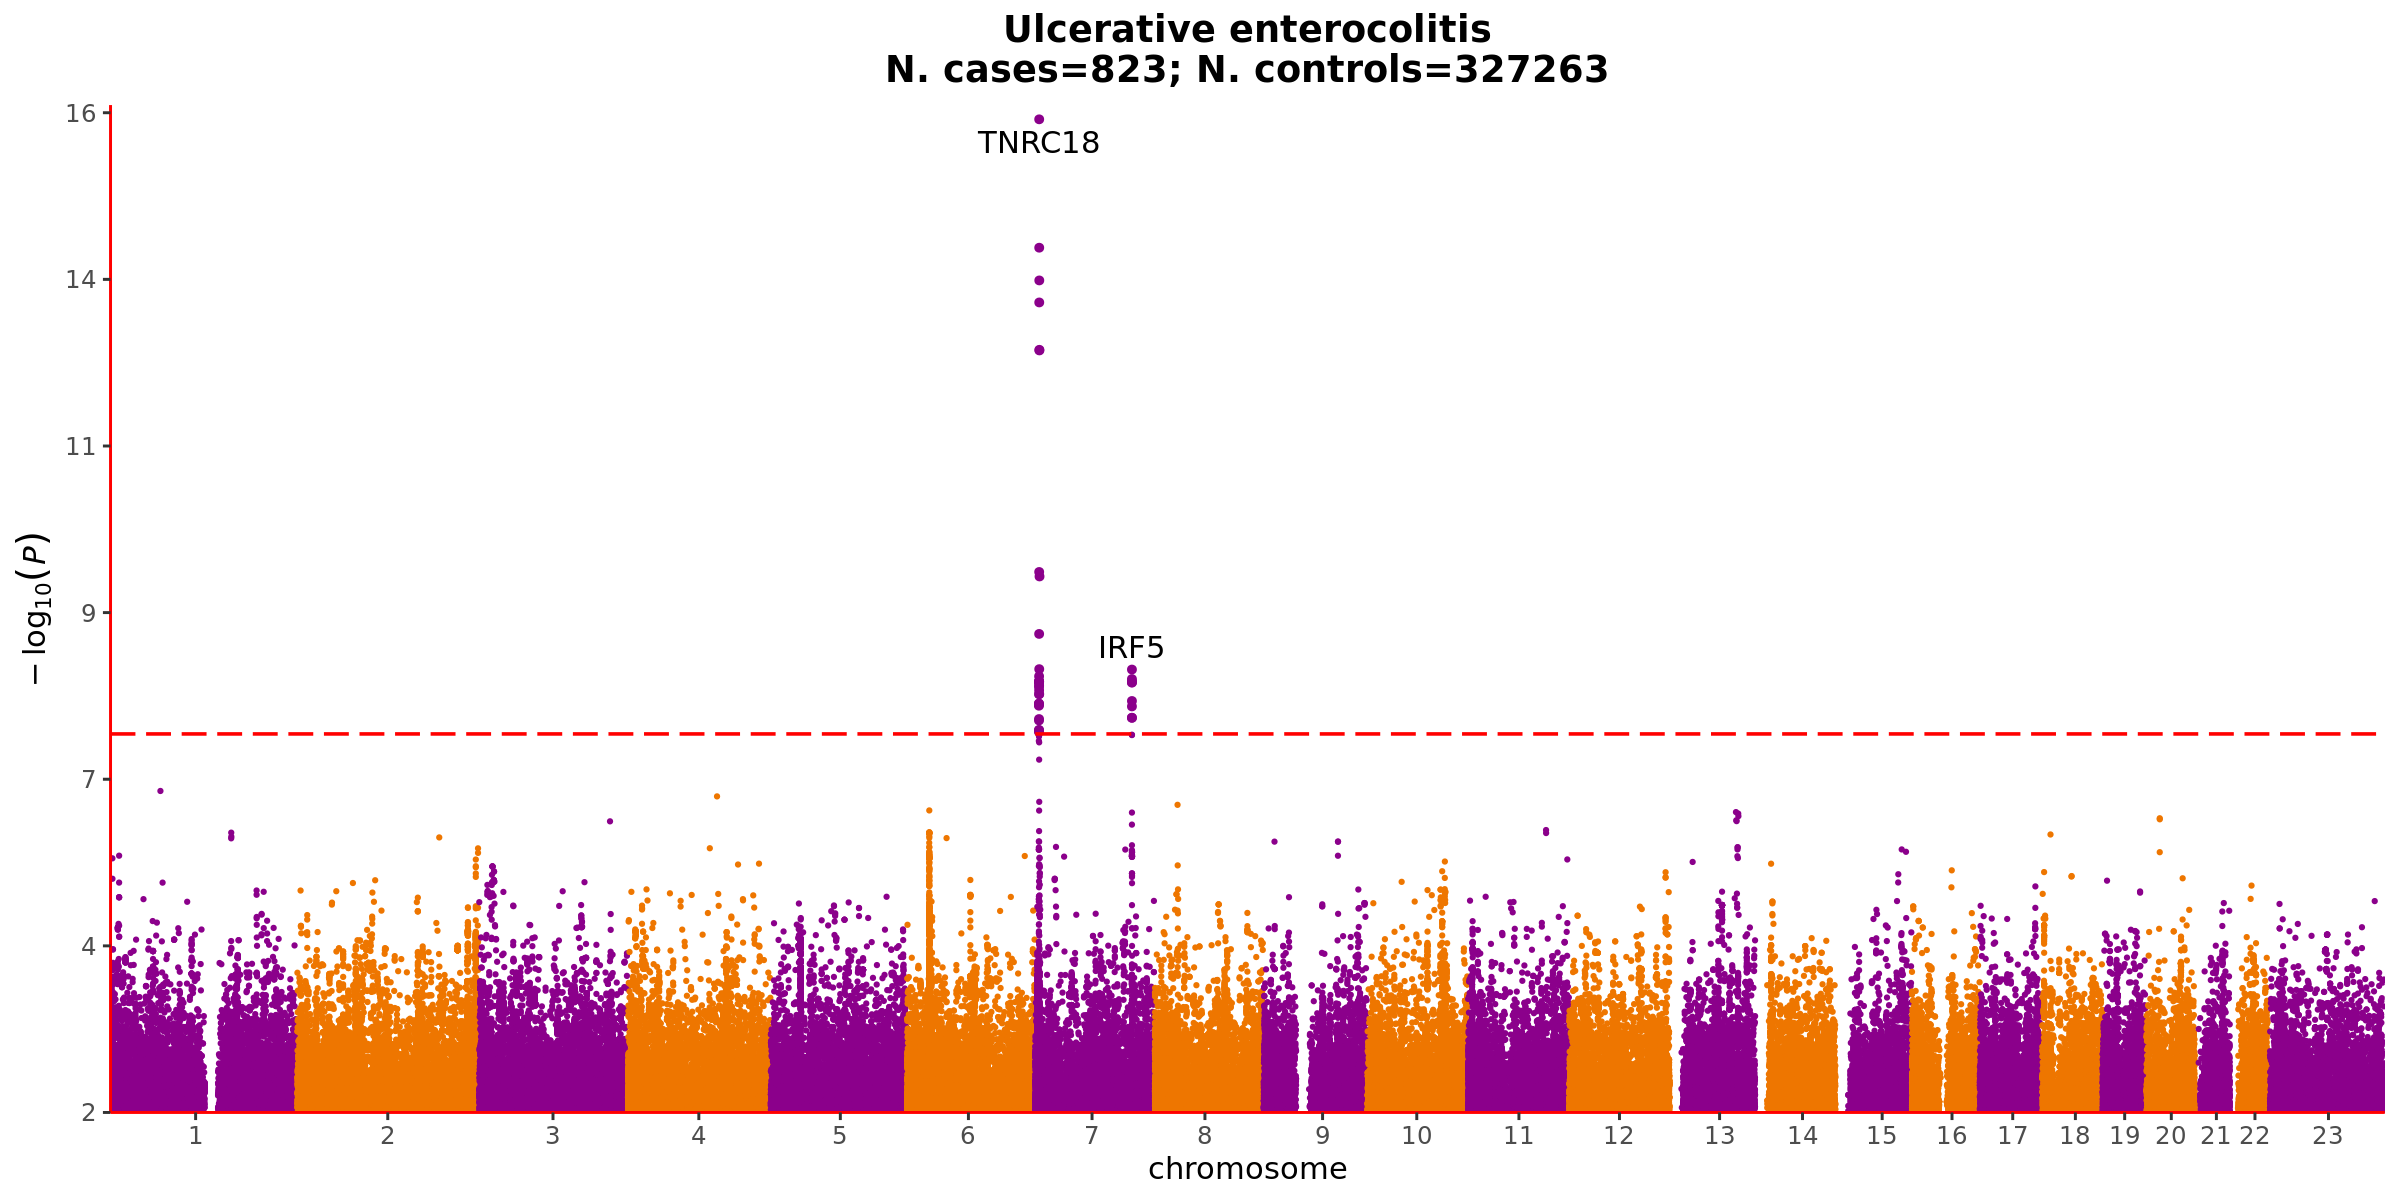 Ulcerative enterocolitis
N. cases=823; N. controls=327263
16
TNRC18
14
11
9
IRF5
7
4
2
−log10(P)
1 2 3 4 5 6 7 8 9 10 11 12 13 14 15 16 17 18 19 20 21 22 23
chromosome